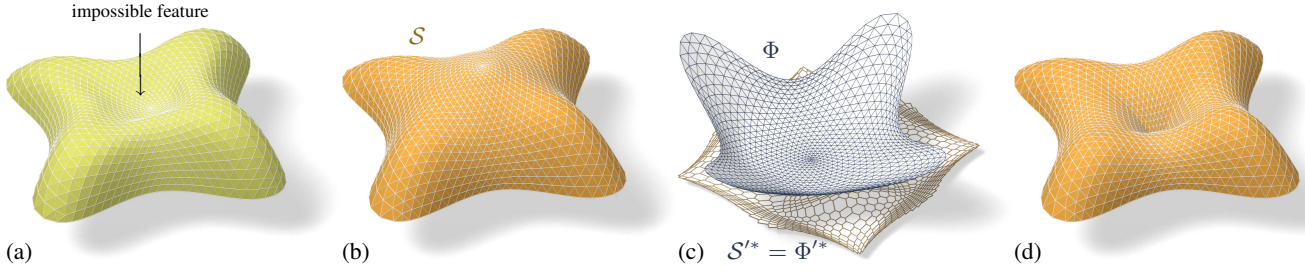 impossible feature
𝒮
Φ
(a)
(b)
(c)
𝒮′* = Φ′*
(d)